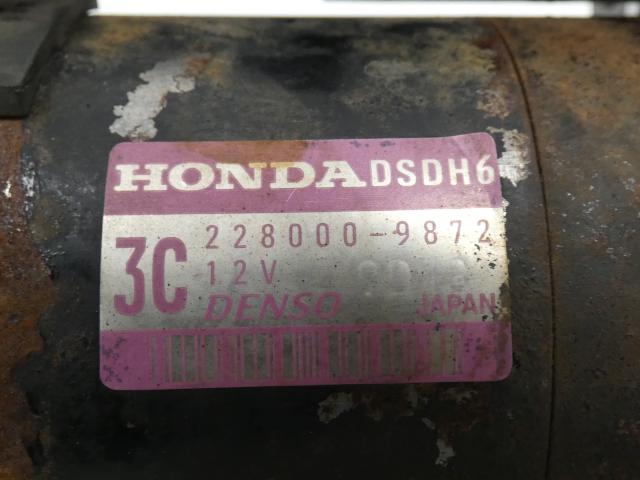 HONDA DSDH6
3C 228000-9872
12V
DENSO JAPAN